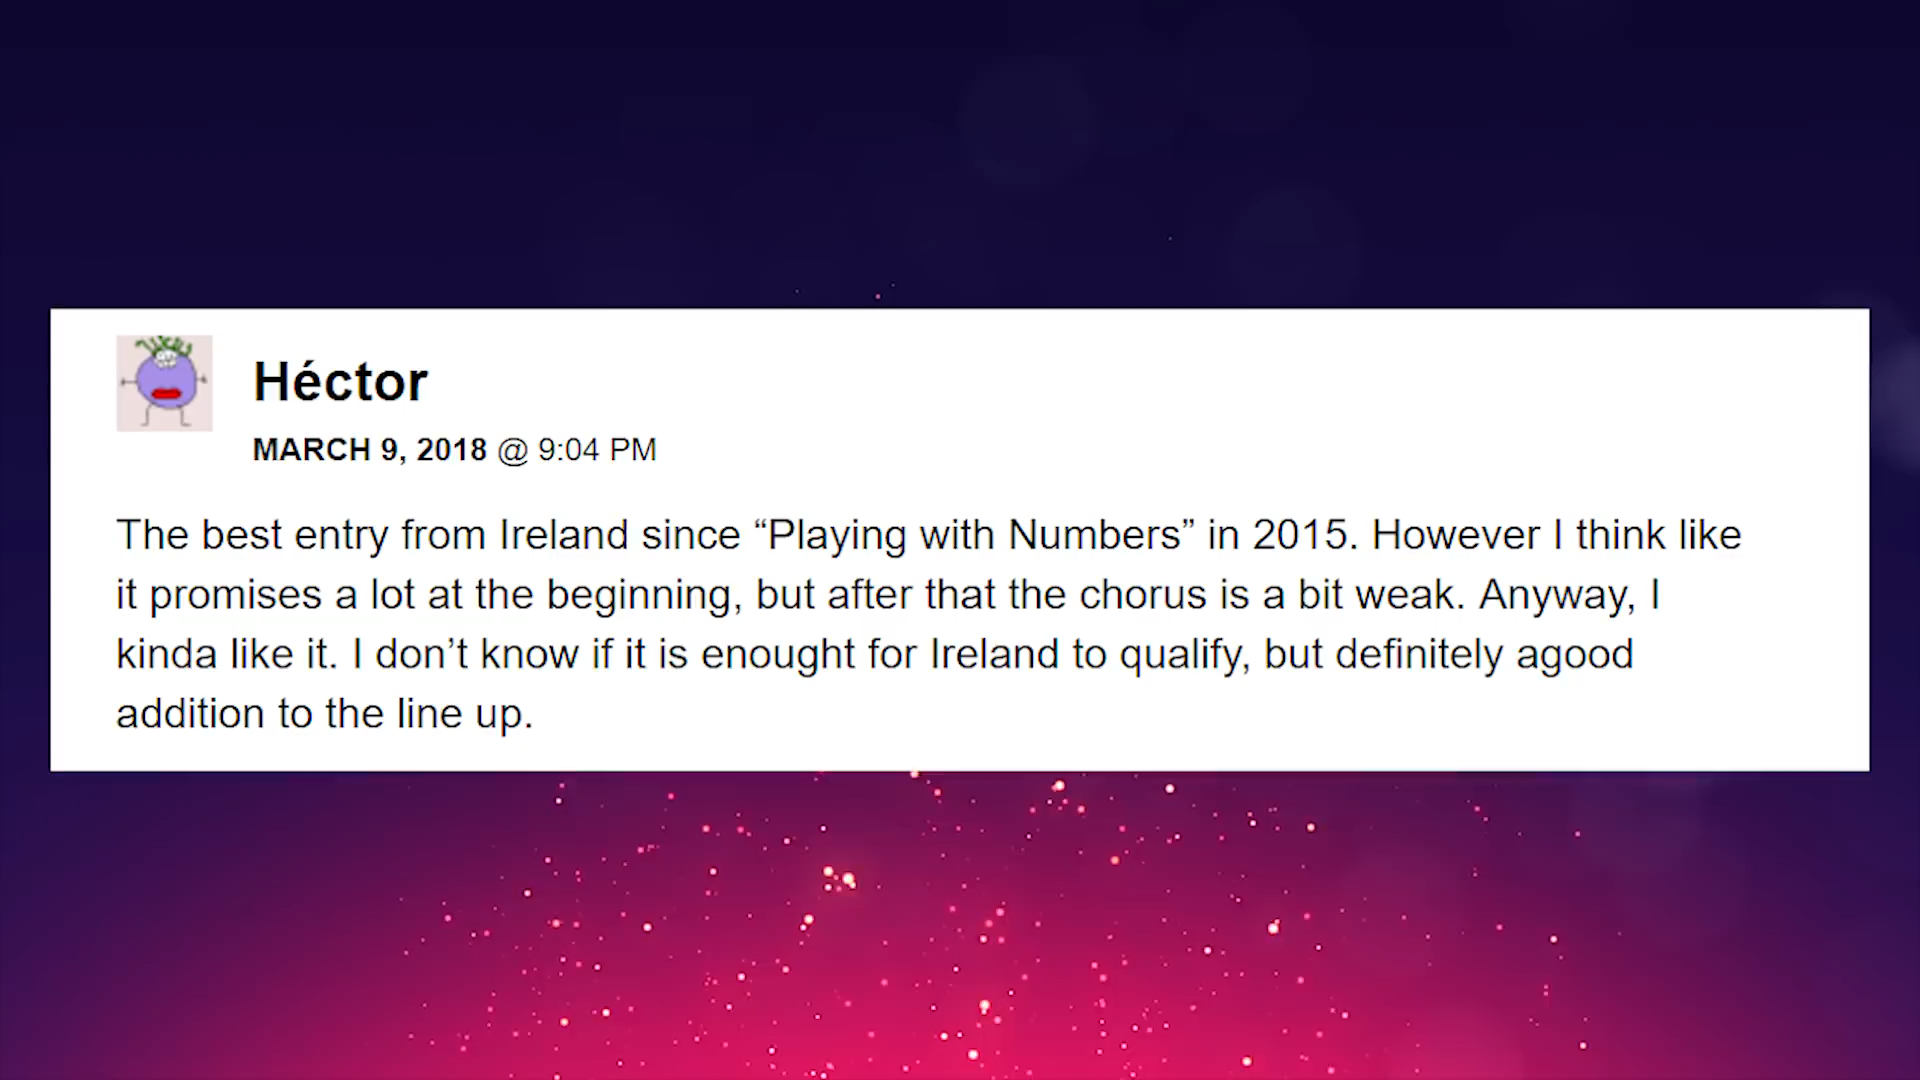 Héctor
MARCH 9, 2018 @ 9:04 PM
The best entry from Ireland since “Playing with Numbers” in 2015. However I think like
it promises a lot at the beginning, but after that the chorus is a bit weak. Anyway, I
kinda like it. I don’t know if it is enought for Ireland to qualify, but definitely agood
addition to the line up.